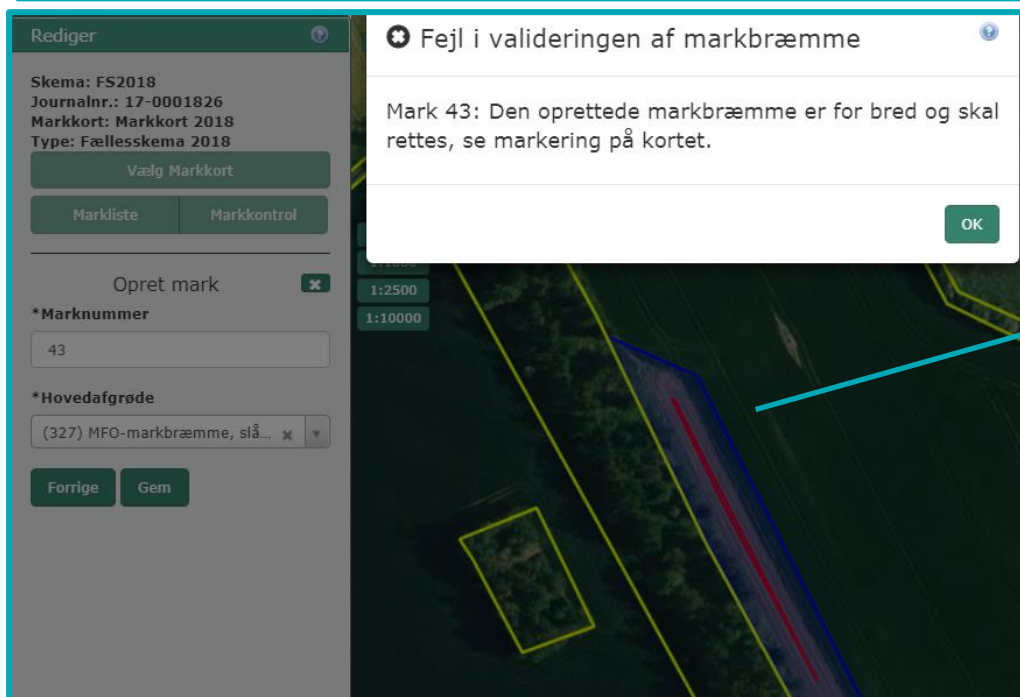 Rediger
Skema: FS2018
Journalnr.: 17-0001826
Markkort: Markkort 2018
Type: Fællesskema 2018
Vælg Markkort
Markliste Markkontrol
Opret mark
*Marknummer
43
*Hovedafgrøde
(327) MFO-markbræmme, slå...
Forrige Gem
Fejl i valideringen af markbræmme
Mark 43: Den oprettede markbræmme er for bred og skal
rettes, se markering på kortet.
OK
1:2500
1:10000